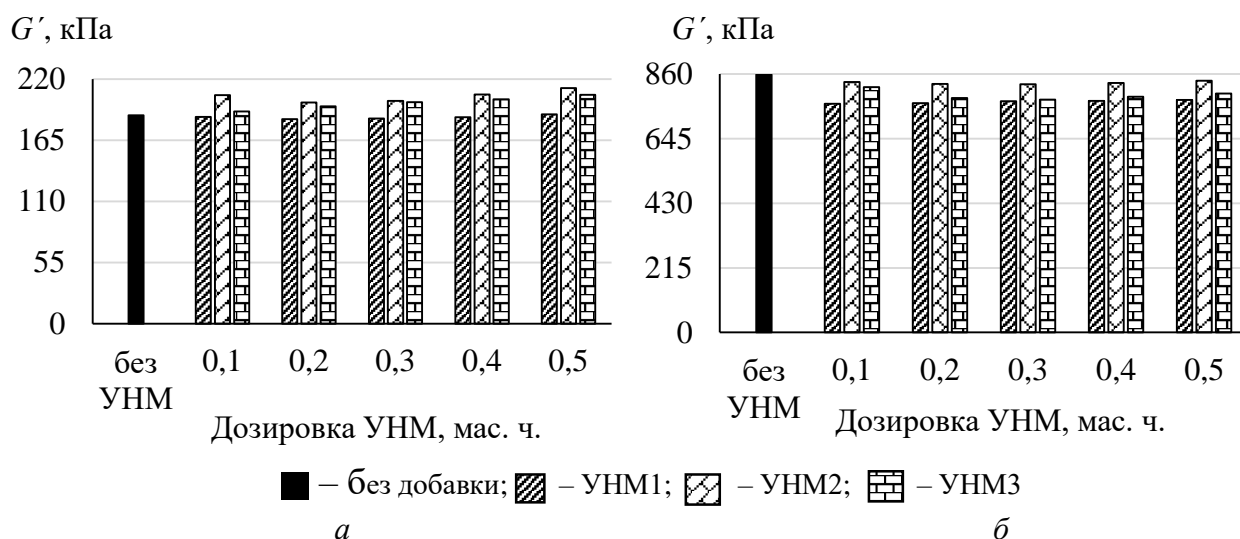 G′, кПа
220
165
110
55
0
без УНМ 0,1 0,2 0,3 0,4 0,5
Дозировка УНМ, мас. ч.
G′, кПа
860
645
430
215
0
без УНМ 0,1 0,2 0,3 0,4 0,5
Дозировка УНМ, мас. ч.
– без добавки; – УНМ1; – УНМ2; – УНМ3
а б